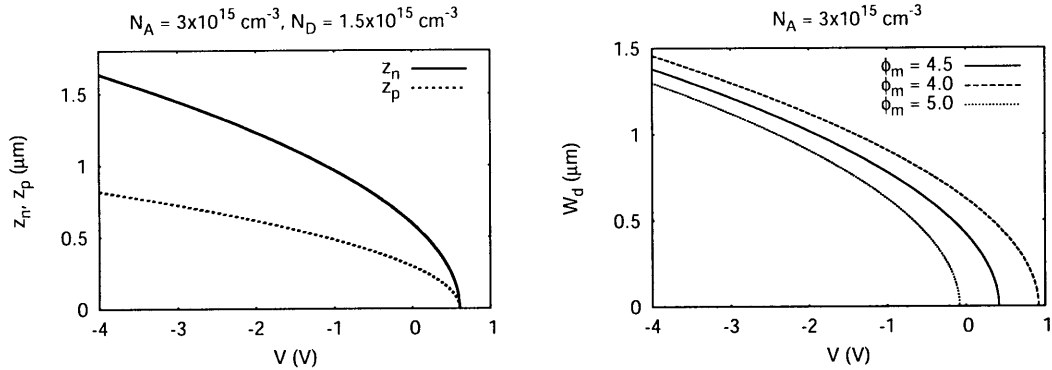 N_A = 3x10^15 cm^-3, N_D = 1.5x10^15 cm^-3
z_n
z_p
1.5
1
0.5
0
z_n, z_p (μm)
-4 -3 -2 -1 0 1
V (V)
N_A = 3x10^15 cm^-3
ϕ_m = 4.5
ϕ_m = 4.0
ϕ_m = 5.0
1.5
1
0.5
0
W_d (μm)
-4 -3 -2 -1 0 1
V (V)